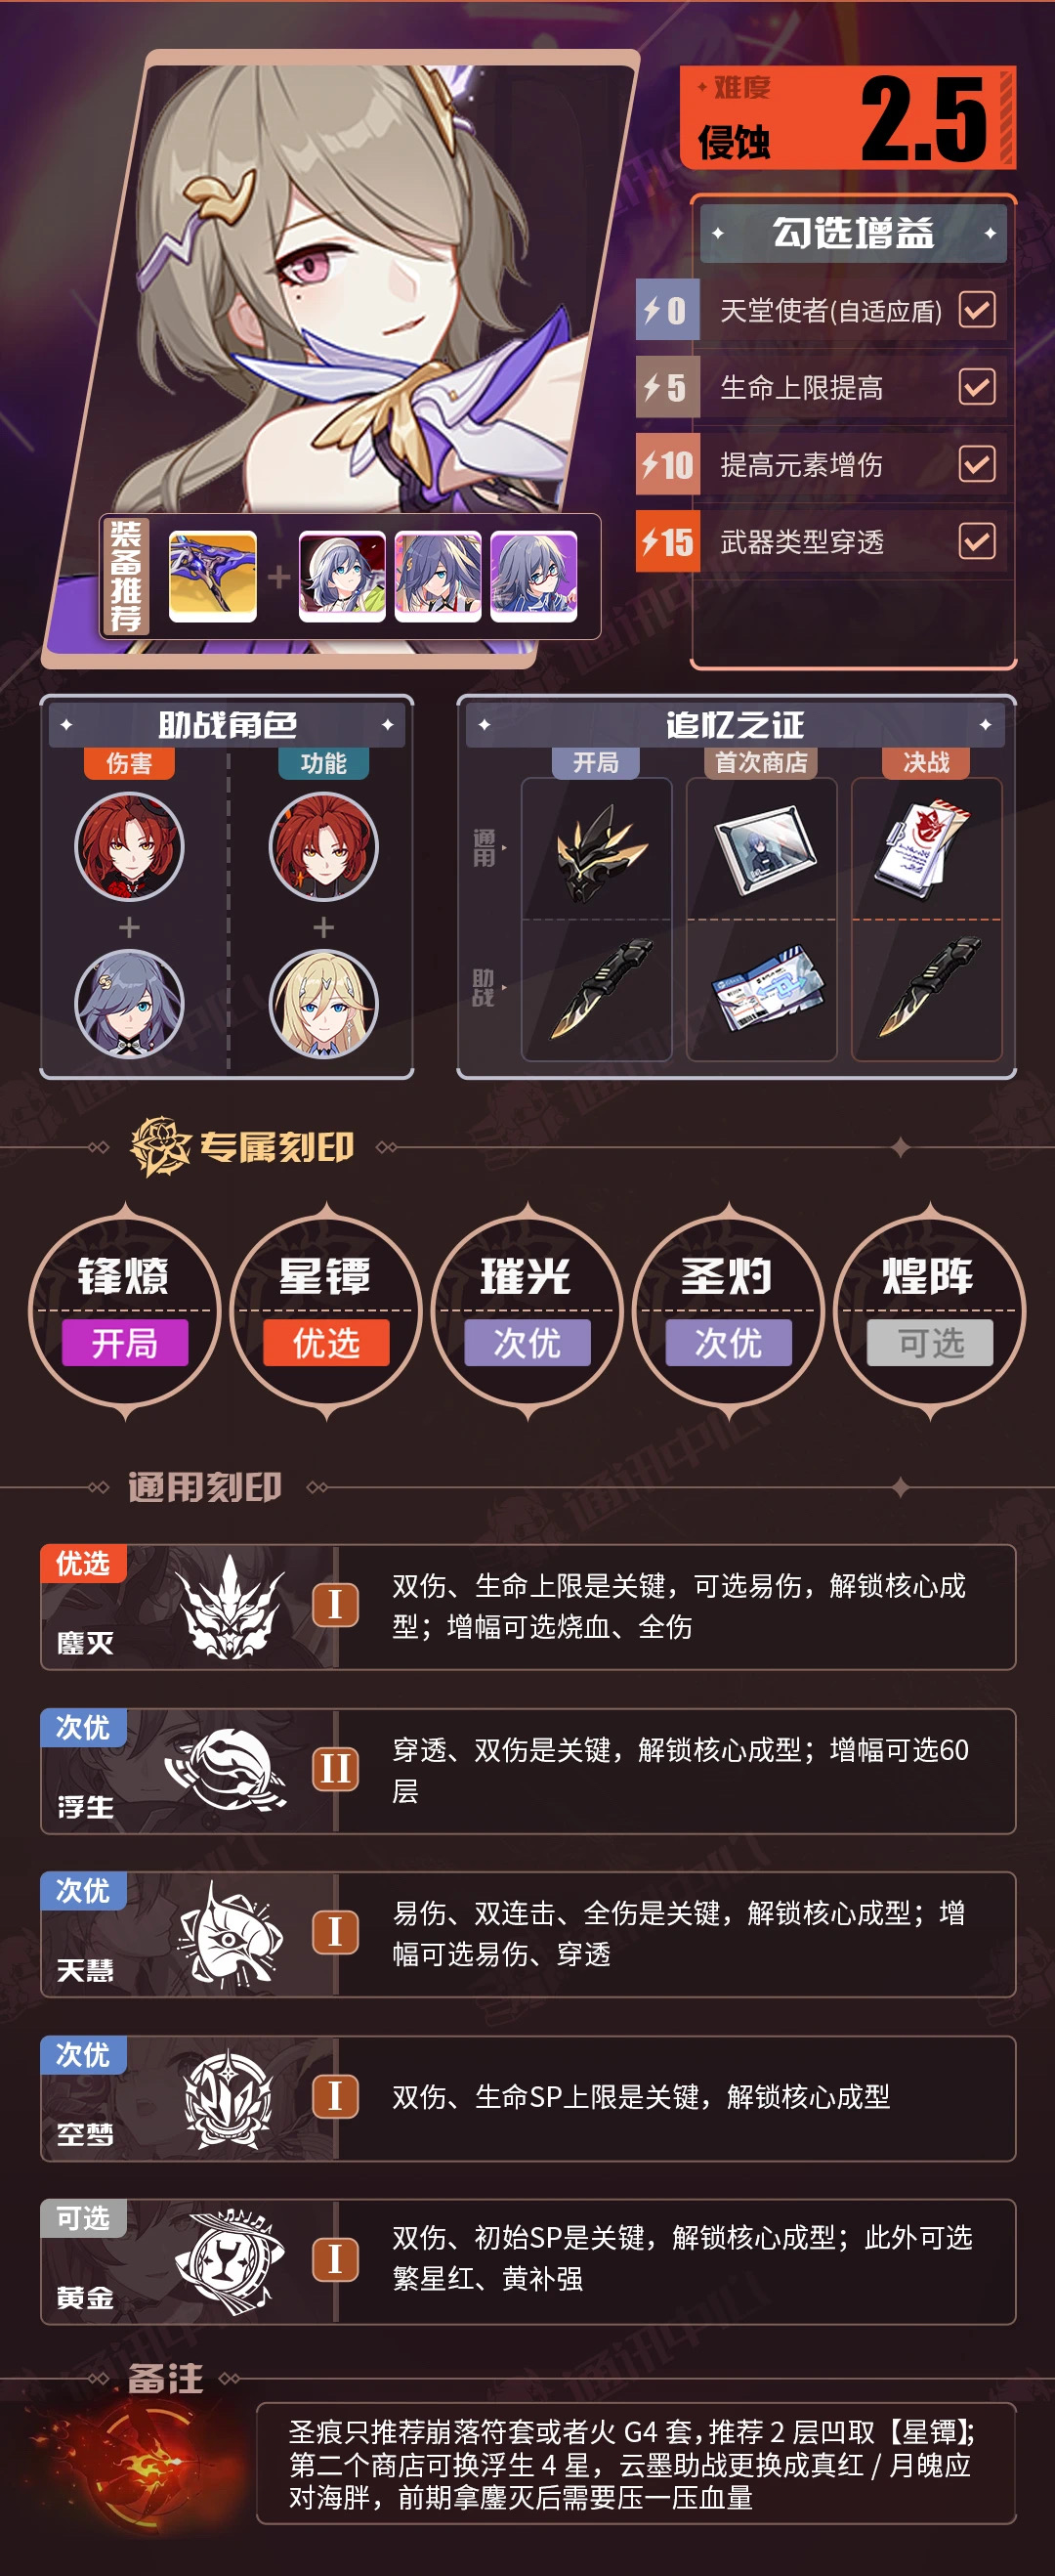 难度
侵蚀
2.5
勾选增益
0 天堂使者(自适应盾)
5 生命上限提高
10 提高元素增伤
15 武器类型穿透
装备推荐
助战角色
伤害 功能
追忆之证
开局 首次商店 决战
通用
助战
专属刻印
锋燎 星镡 璀光 圣灼 煌阵
开局 优选 次优 次优 可选
通用刻印
优选
鏖灭
I
双伤、生命上限是关键，可选易伤，解锁核心成
型；增幅可选烧血、全伤
次优
浮生
II
穿透、双伤是关键，解锁核心成型；增幅可选60
层
次优
天慧
I
易伤、双连击、全伤是关键，解锁核心成型；增
幅可选易伤、穿透
次优
空梦
I
双伤、生命SP上限是关键，解锁核心成型
可选
黄金
I
双伤、初始SP是关键，解锁核心成型；此外可选
繁星红、黄补强
备注
圣痕只推荐崩落符套或者火 G4 套，推荐 2 层凹取【星镡】；
第二个商店可换浮生 4 星，云墨助战更换成真红 / 月魄应
对海胖，前期拿鏖灭后需要压一压血量
通讯中心